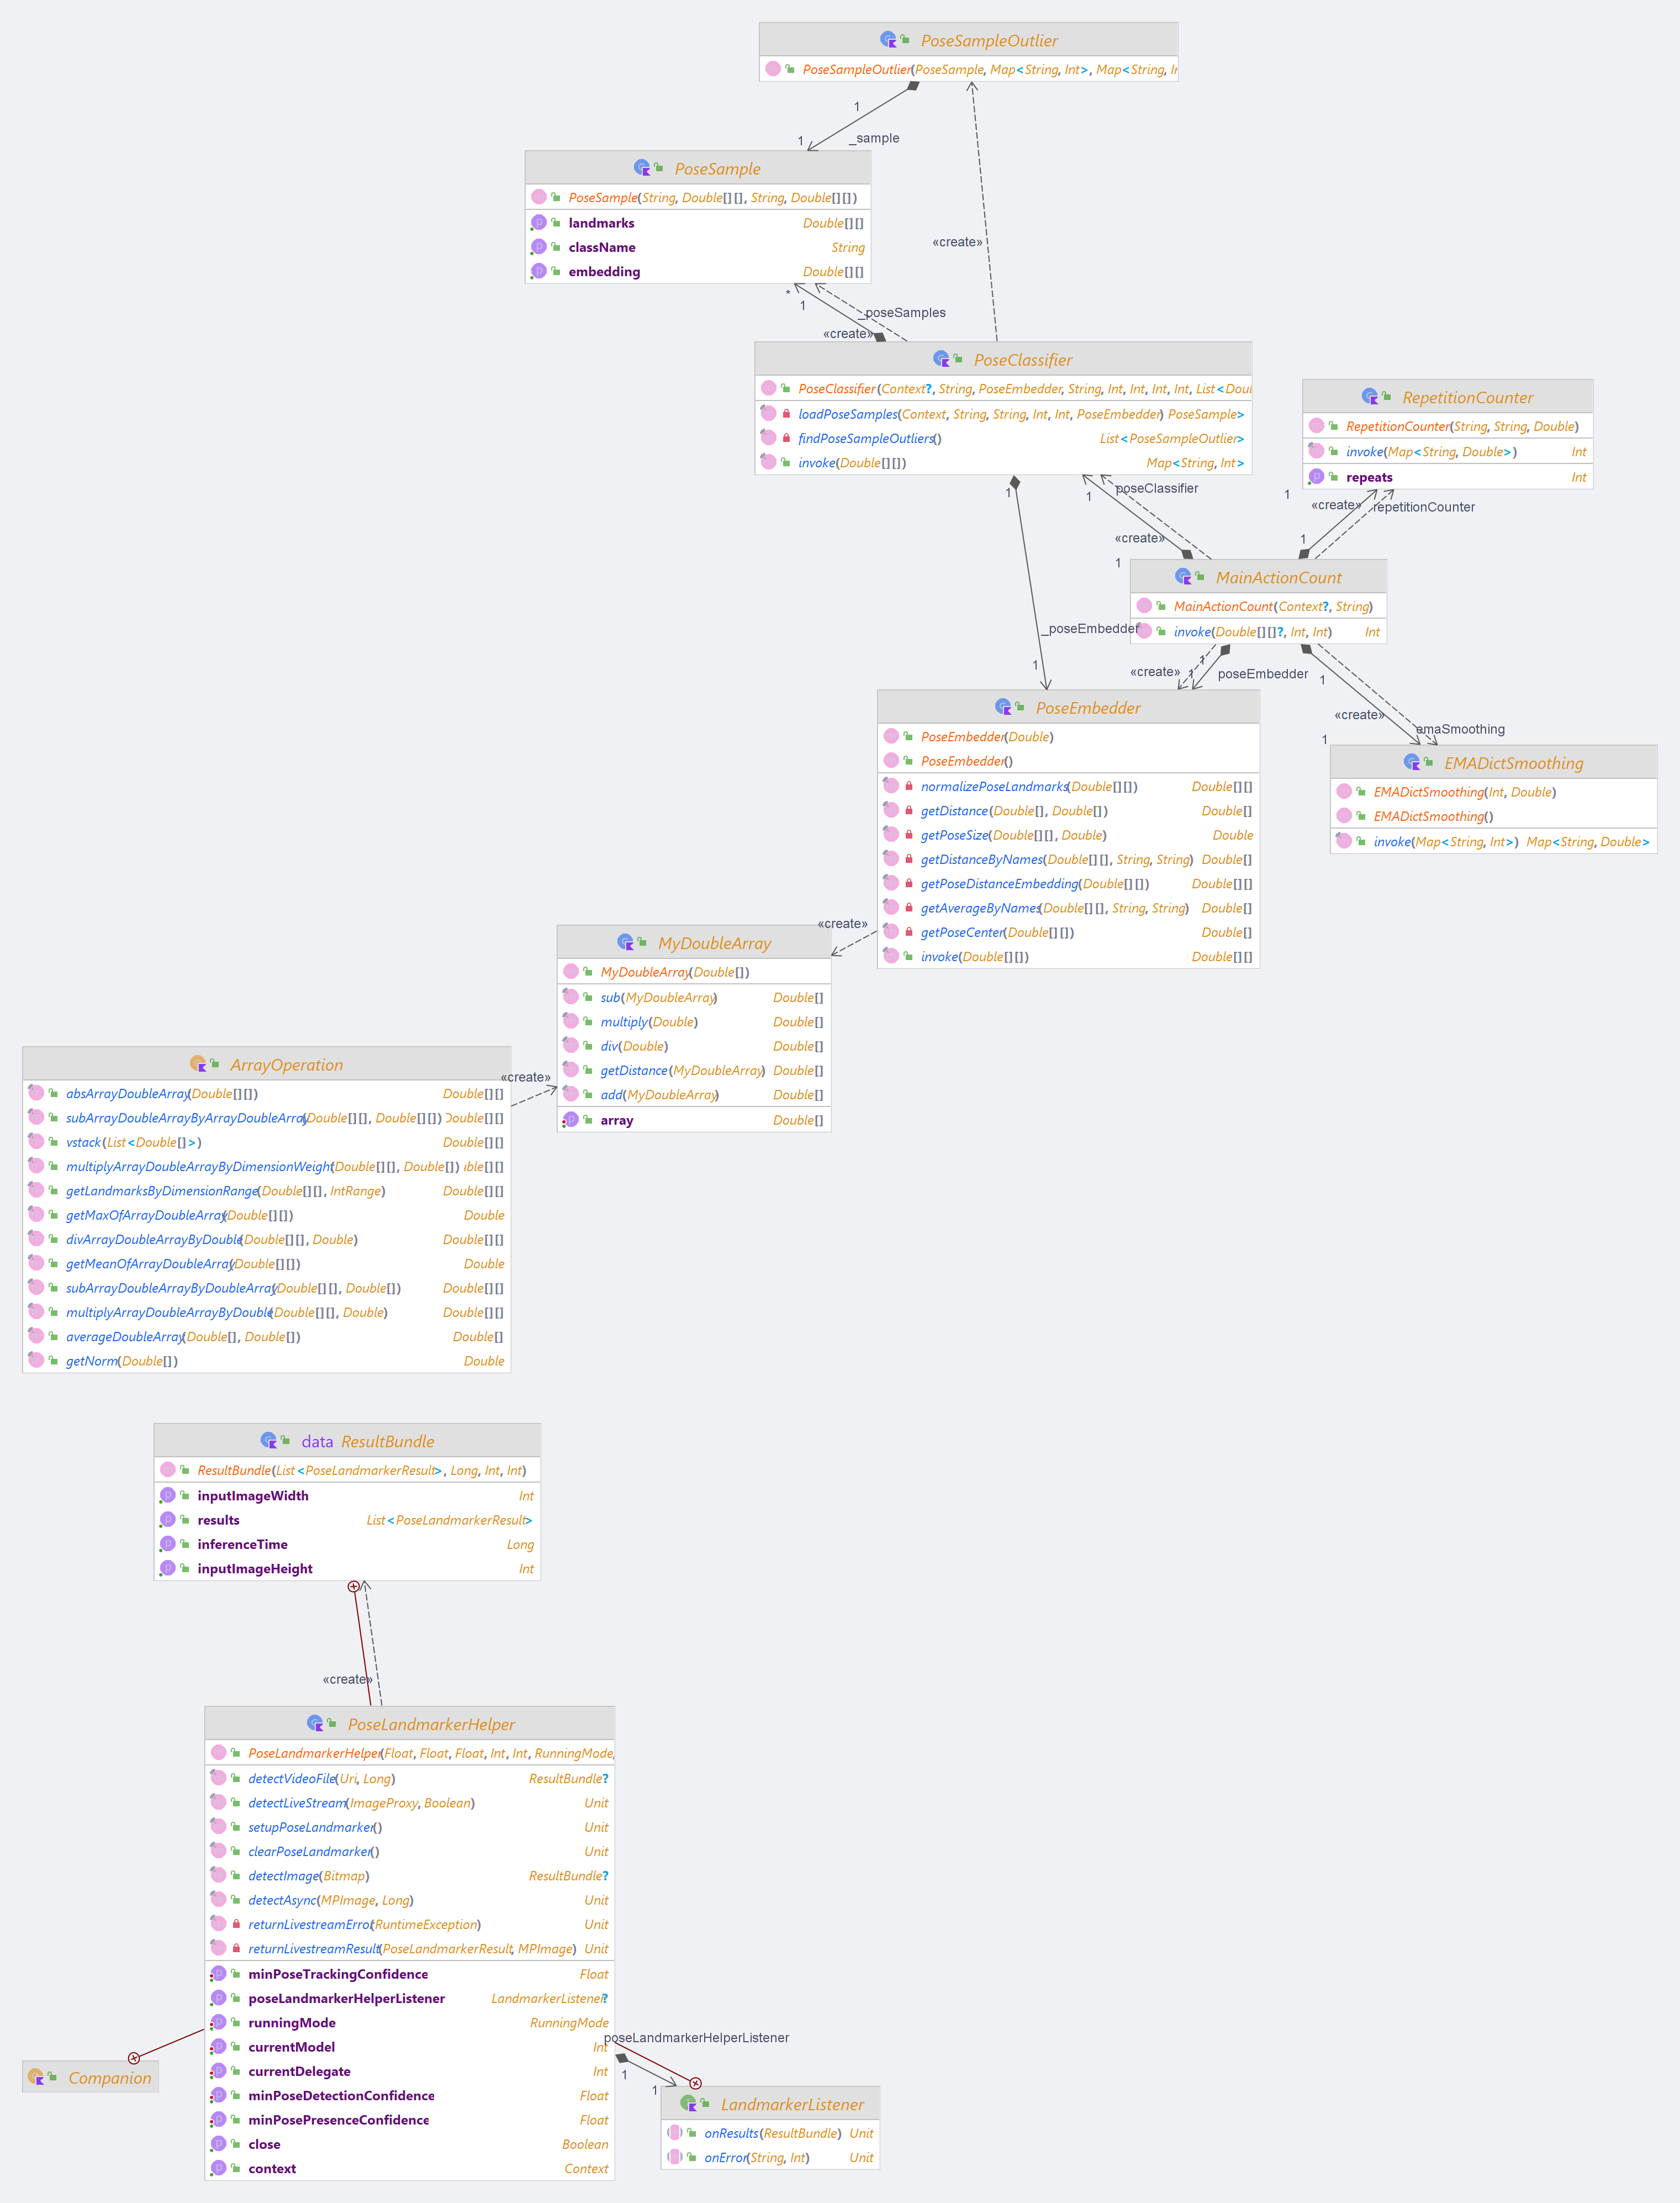 PoseSampleOutlier
PoseSampleOutlier(PoseSample, Map<String, Int>, Map<String,
1
1
_sample
PoseSample
PoseSample(String, Double[][], String, Double[][])
landmarks Double[][]
className String
embedding Double[][]
«create»
*
1
_poseSamples
«create»
PoseClassifier
PoseClassifier(Context?, String, PoseEmbedder, String, Int, Int, Int, Int, List<Doul
loadPoseSamples(Context, String, String, Int, Int, PoseEmbedder) PoseSample>
findPoseSampleOutliers() List<PoseSampleOutlier>
invoke(Double[][]) Map<String, Int>
RepetitionCounter
RepetitionCounter(String, String, Double)
invoke(Map<String, Double>) Int
repeats Int
1
1
poseClassifier
1
«create»
repetitionCounter
«create»
1
1
MainActionCount
MainActionCount(Context?, String)
invoke(Double[][]?, Int, Int) Int
_poseEmbedder
1
1
«create»
1
poseEmbedder
1
«create»
emaSmoothing
1
PoseEmbedder
PoseEmbedder(Double)
PoseEmbedder()
normalizePoseLandmarks(Double[][]) Double[][]
getDistance(Double[], Double[]) Double[]
getPoseSize(Double[][], Double) Double
getDistanceByNames(Double[][], String, String) Double[]
getPoseDistanceEmbedding(Double[][]) Double[][]
getAverageByNames(Double[][], String, String) Double[]
getPoseCenter(Double[][]) Double[]
invoke(Double[][]) Double[][]
EMADictSmoothing
EMADictSmoothing(Int, Double)
EMADictSmoothing()
invoke(Map<String, Int>) Map<String, Double>
«create»
MyDoubleArray
MyDoubleArray(Double[])
sub(MyDoubleArray) Double[]
multiply(Double) Double[]
div(Double) Double[]
getDistance(MyDoubleArray) Double[]
add(MyDoubleArray) Double[]
array Double[]
«create»
ArrayOperation
absArrayDoubleArray(Double[][]) Double[][]
subArrayDoubleArrayByArrayDoubleArray(Double[][], Double[][]) Double[][]
vstack(List<Double[]>) Double[][]
multiplyArrayDoubleArrayByDimensionWeight(Double[][], Double[]) ble[][]
getLandmarksByDimensionRange(Double[][], IntRange) Double[][]
getMaxOfArrayDoubleArray(Double[][]) Double
divArrayDoubleArrayByDouble(Double[][], Double) Double[][]
getMeanOfArrayDoubleArray(Double[][]) Double
subArrayDoubleArrayByDoubleArray(Double[][], Double[]) Double[][]
multiplyArrayDoubleArrayByDouble(Double[][], Double) Double[][]
averageDoubleArray(Double[], Double[]) Double[]
getNorm(Double[]) Double
data ResultBundle
ResultBundle(List<PoseLandmarkerResult>, Long, Int, Int)
inputImageWidth Int
results List<PoseLandmarkerResult>
inferenceTime Long
inputImageHeight Int
«create»
PoseLandmarkerHelper
PoseLandmarkerHelper(Float, Float, Float, Int, Int, RunningMode,
detectVideoFile(Uri, Long) ResultBundle?
detectLiveStream(ImageProxy, Boolean) Unit
setupPoseLandmarker() Unit
clearPoseLandmarker() Unit
detectImage(Bitmap) ResultBundle?
detectAsync(MPImage, Long) Unit
returnLivestreamError(RuntimeException) Unit
returnLivestreamResult(PoseLandmarkerResult, MPImage) Unit
minPoseTrackingConfidence Float
poseLandmarkerHelperListener LandmarkerListener?
runningMode RunningMode
currentModel Int
currentDelegate Int
minPoseDetectionConfidence Float
minPosePresenceConfidence Float
close Boolean
context Context
Companion
poseLandmarkerHelperListener
1
1
LandmarkerListener
onResults(ResultBundle) Unit
onError(String, Int) Unit